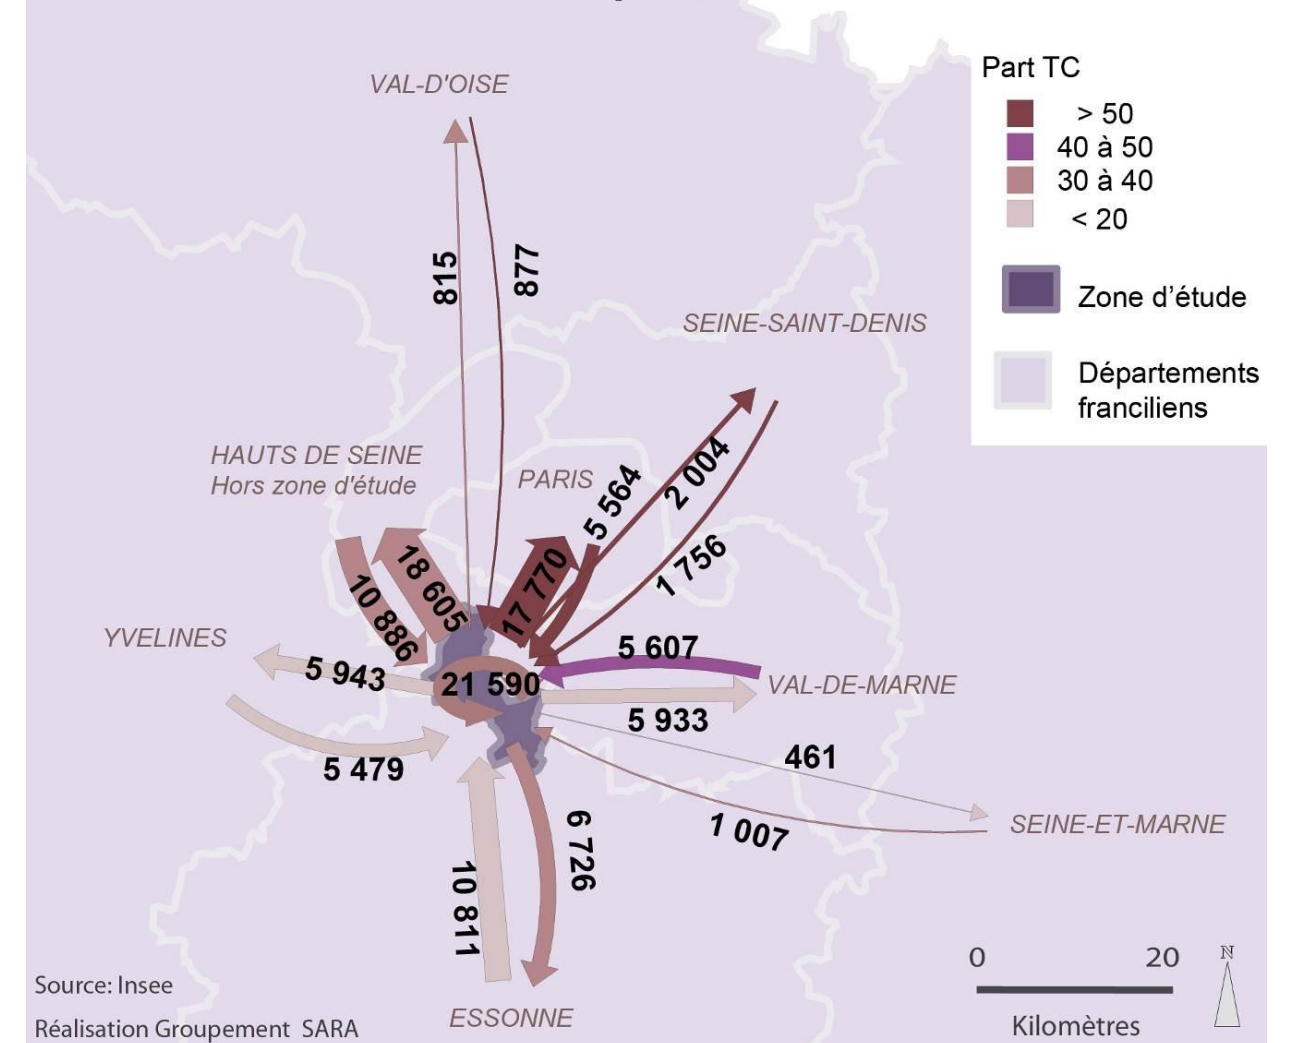 VAL-D'OISE
Part TC
> 50
40 à 50
30 à 40
< 20
Zone d'étude
Départements
franciliens
815
877
SEINE-SAINT-DENIS
HAUTS DE SEINE
Hors zone d'étude
PARIS
5 564
2 004
1 756
17 770
18 605
10 886
YVELINES
5 943
21 590
5 607
VAL-DE-MARNE
5 933
5 479
461
1 007
SEINE-ET-MARNE
6 726
10 811
ESSONNE
0 20
Kilomètres
N
Source: Insee
Réalisation Groupement SARA